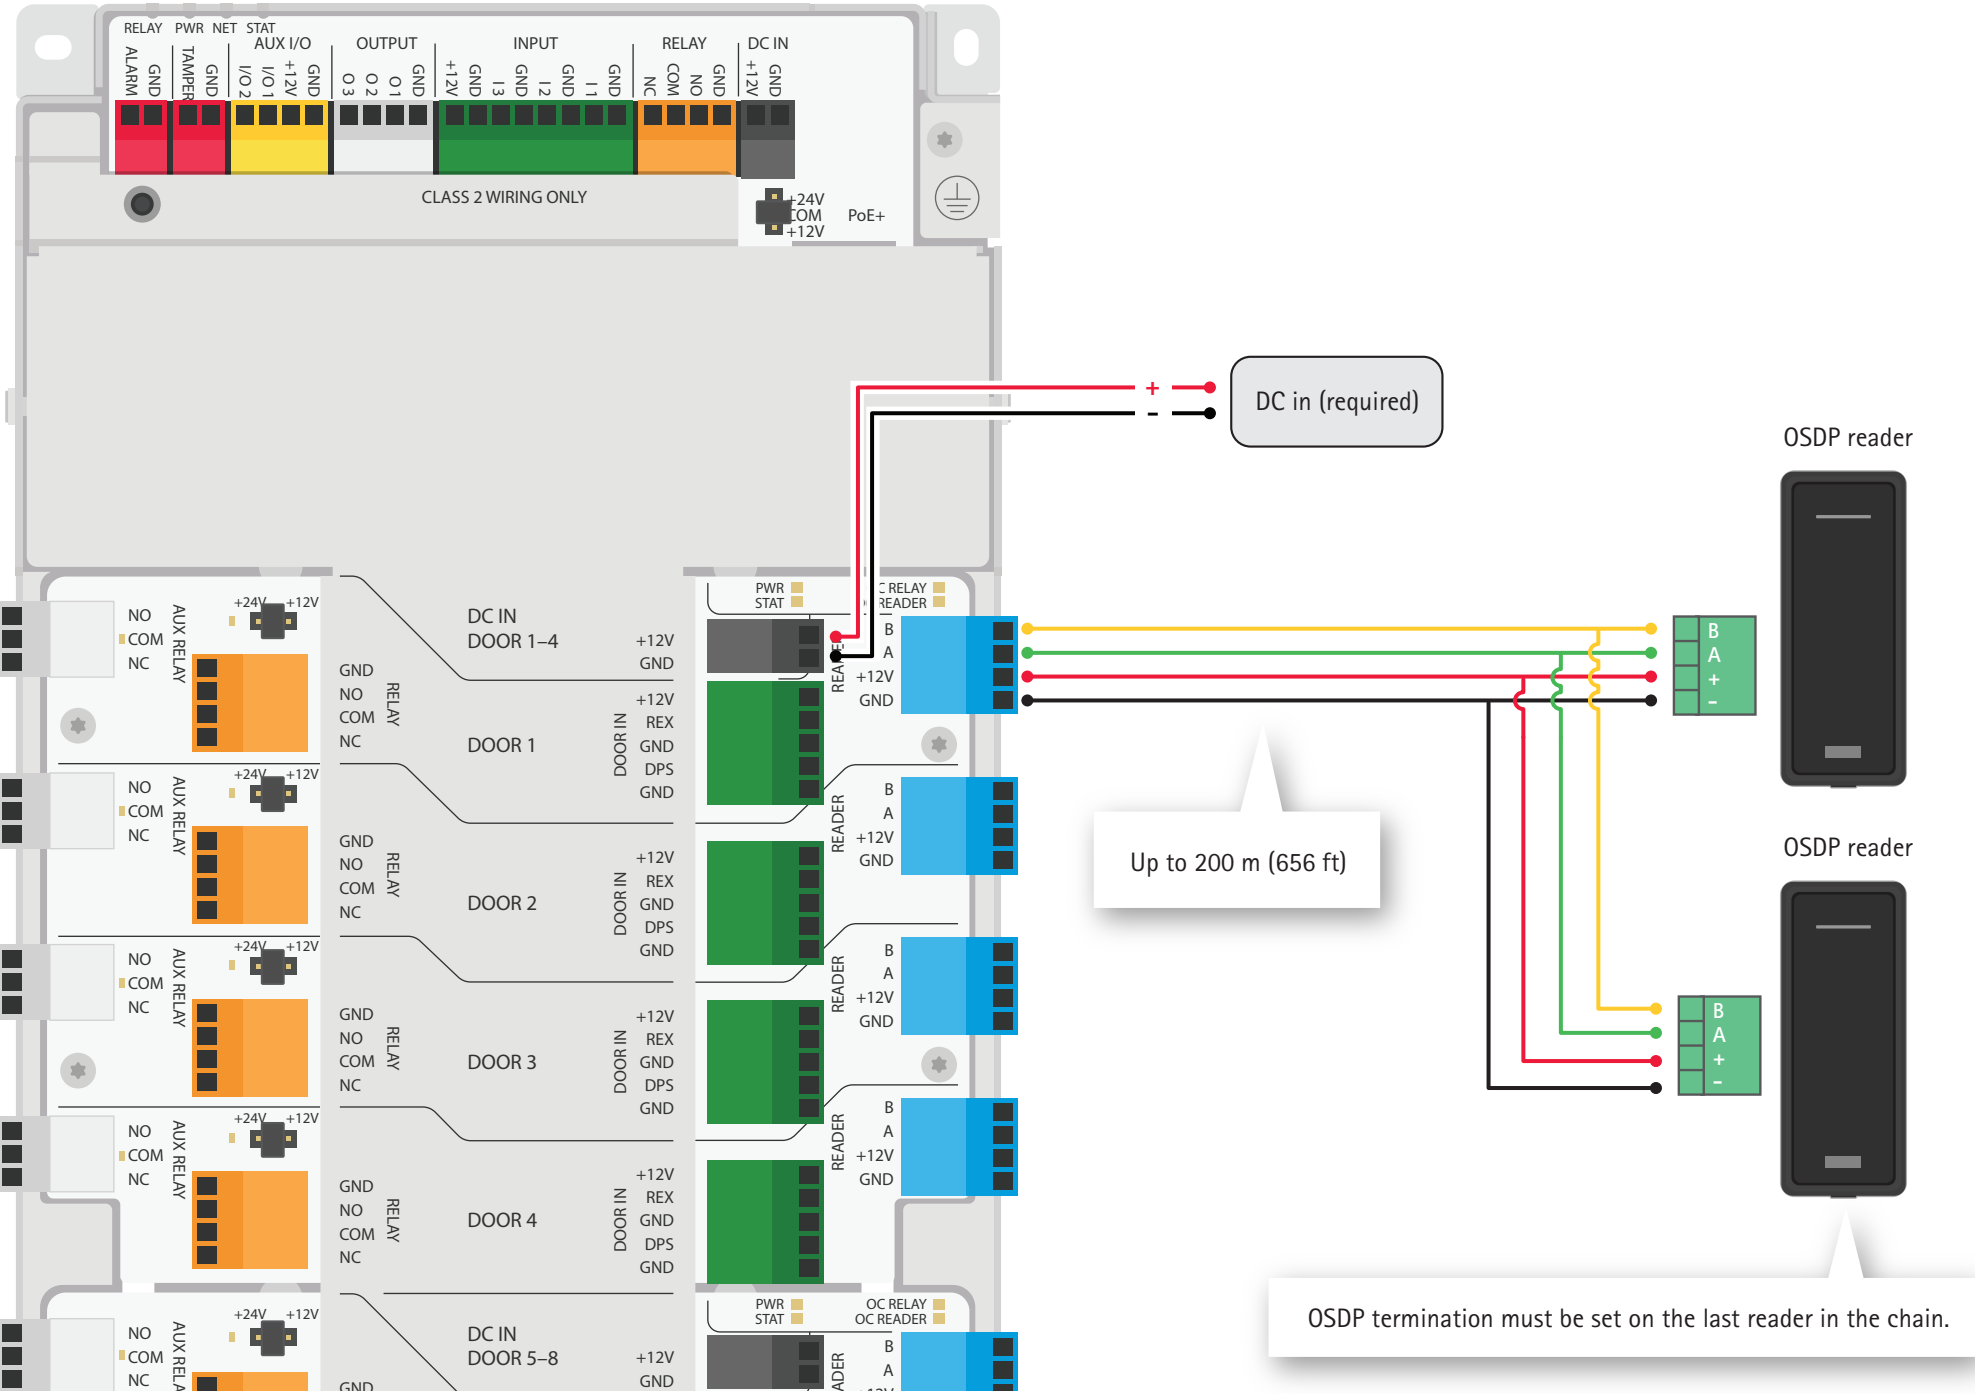 RELAY PWR NET STAT
AUX I/O OUTPUT INPUT RELAY DC IN
ALARM GND TAMPER GND I/O 2 I/O 1 +12V GND O 3 O 2 O 1 GND +12V GND I 3 GND I 2 GND I 1 GND NC COM NO GND +12V GND
CLASS 2 WIRING ONLY
+24V
COM PoE+
+12V
+ DC in (required)
-
OSDP reader
PWR C RELAY
STAT READER
+24V +12V
NO
COM
NC
AUX RELAY
GND
NO
COM
NC
RELAY
DC IN
DOOR 1–4
+12V
GND
DOOR 1
DOOR IN
+12V
REX
GND
DPS
GND
B
A
+12V
GND
B
A
+
-
Up to 200 m (656 ft)
+24V +12V
NO
COM
NC
AUX RELAY
GND
NO
COM
NC
RELAY
DOOR 2
DOOR IN
+12V
REX
GND
DPS
GND
READER
B
A
+12V
GND
OSDP reader
+24V +12V
NO
COM
NC
AUX RELAY
GND
NO
COM
NC
RELAY
DOOR 3
DOOR IN
+12V
REX
GND
DPS
GND
READER
B
A
+12V
GND
B
A
+
-
+24V +12V
NO
COM
NC
AUX RELAY
GND
NO
COM
NC
RELAY
DOOR 4
DOOR IN
+12V
REX
GND
DPS
GND
READER
B
A
+12V
GND
OSDP termination must be set on the last reader in the chain.
PWR OC RELAY
STAT OC READER
+24V +12V
NO
COM
NC
AUX RELA
GND
DC IN
DOOR 5–8
+12V
GND
ADER
B
A